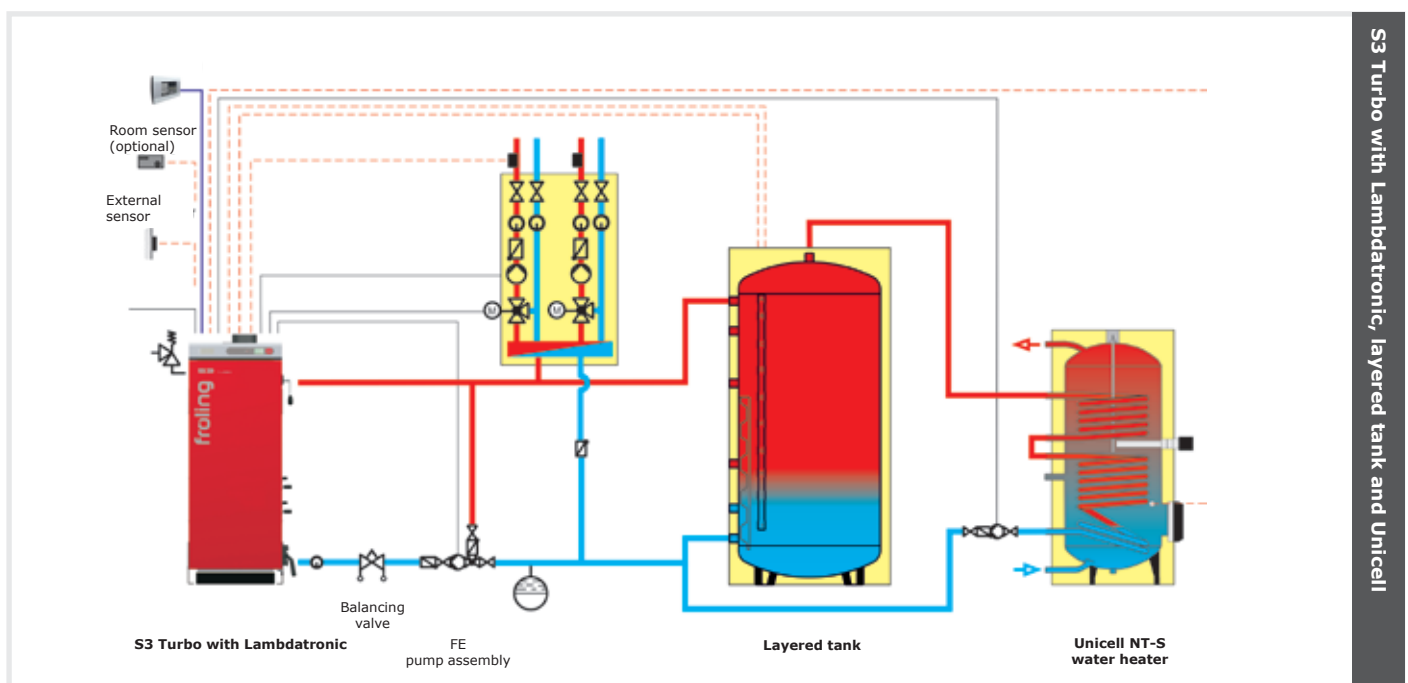 S3 Turbo with Lambdatronic, layered tank and Unicell
Room sensor
(optional)
External
sensor
M
M
froling
Balancing
valve
S3 Turbo with Lambdatronic
FE
pump assembly
Layered tank
Unicell NT-S
water heater